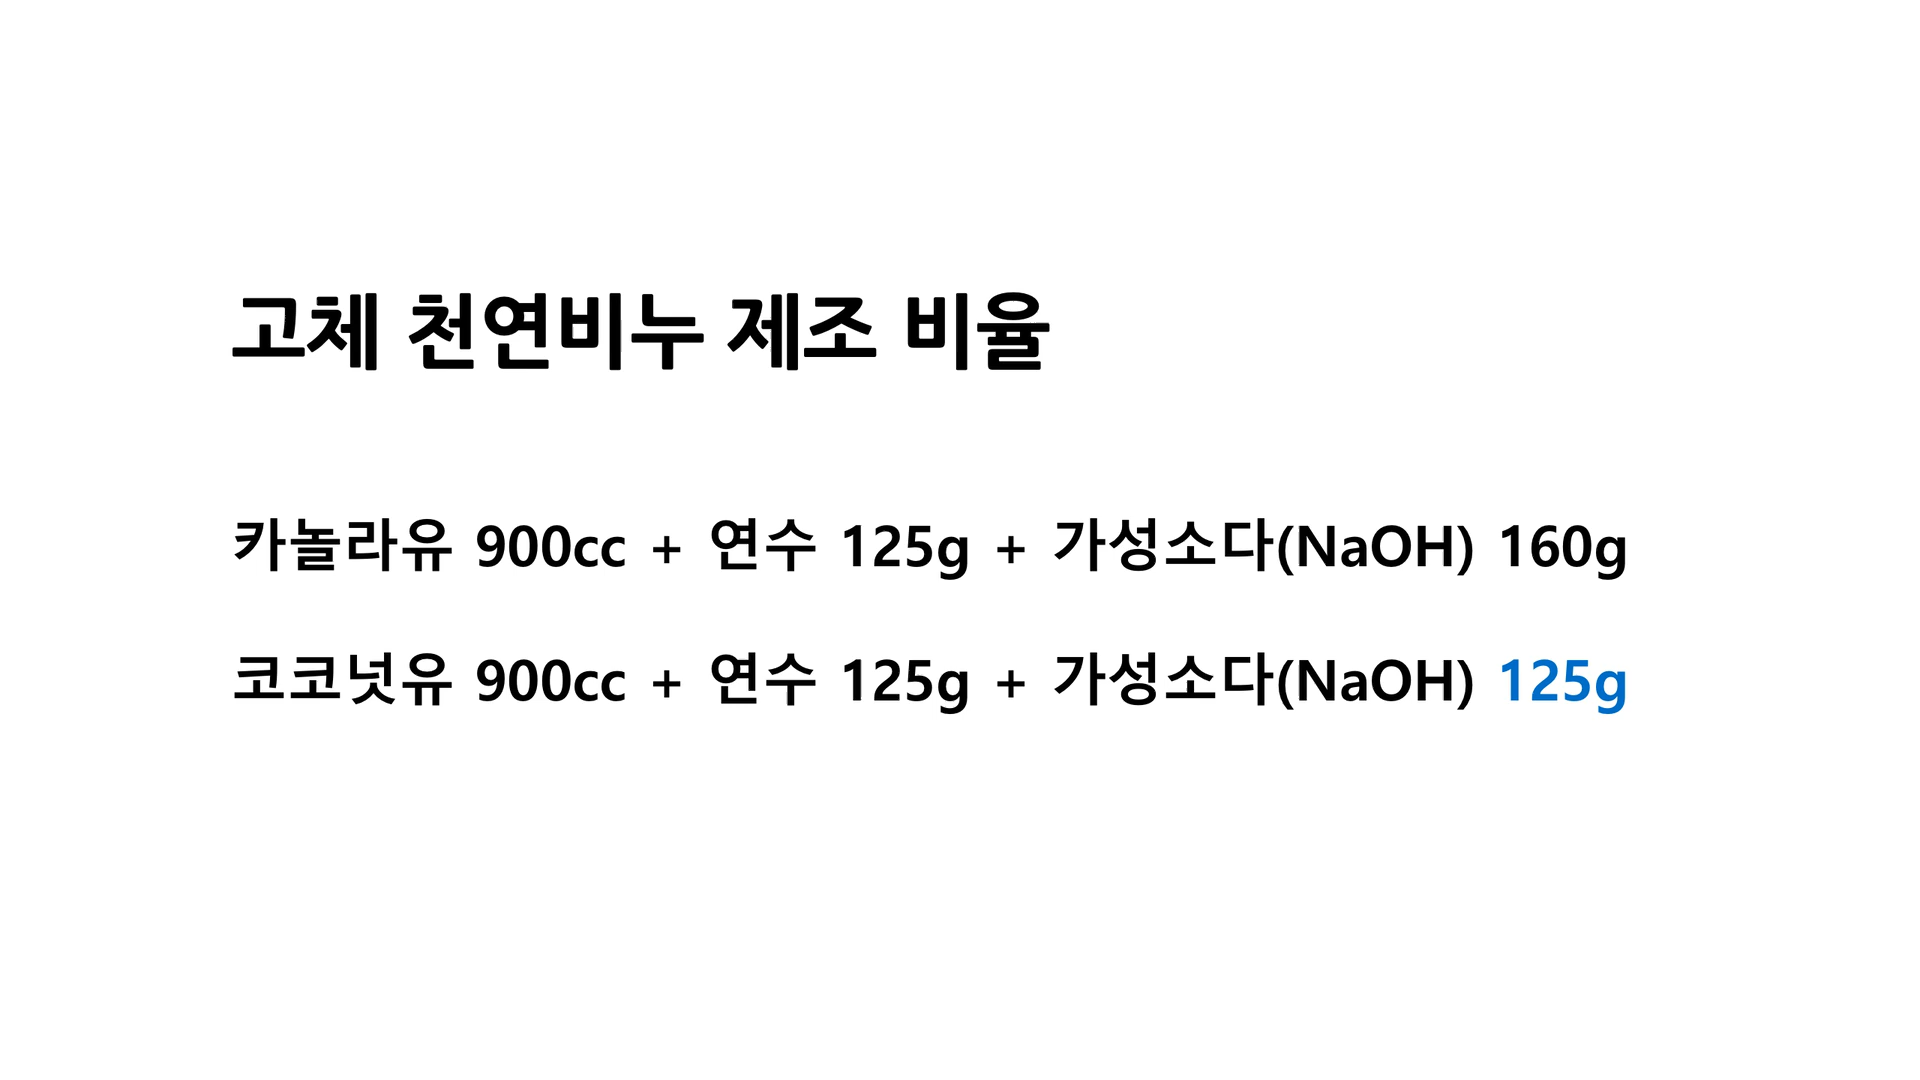 고체 천연비누 제조 비율
카놀라유 900cc + 연수 125g + 가성소다(NaOH) 160g
코코넛유 900cc + 연수 125g + 가성소다(NaOH) 125g